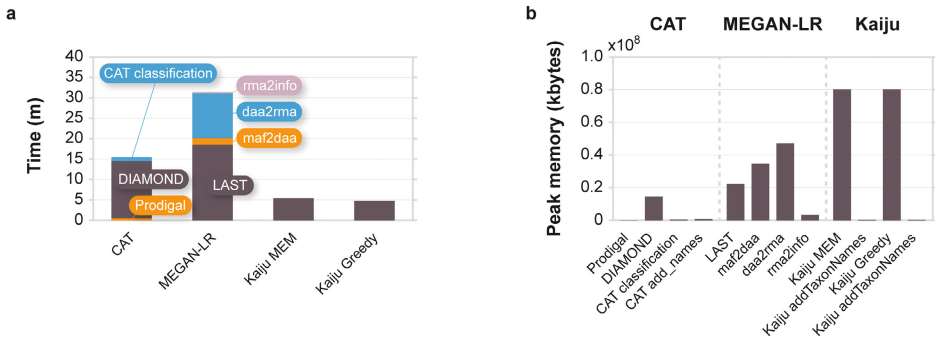 a
Time (m)
40
35
30
25
20
15
10
5
0
CAT classification
rma2info
daa2rma
maf2daa
DIAMOND
LAST
Prodigal
CAT
MEGAN-LR
Kaiju MEM
Kaiju Greedy
b
CAT MEGAN-LR Kaiju
x10⁸
Peak memory (kbytes)
1.0
0.8
0.6
0.4
0.2
0
Prodigal
DIAMOND
CAT classification
CAT add_names
LAST
maf2daa
daa2rma
rma2info
Kaiju MEM
Kaiju addTaxonNames
Kaiju Greedy
Kaiju addTaxonNames